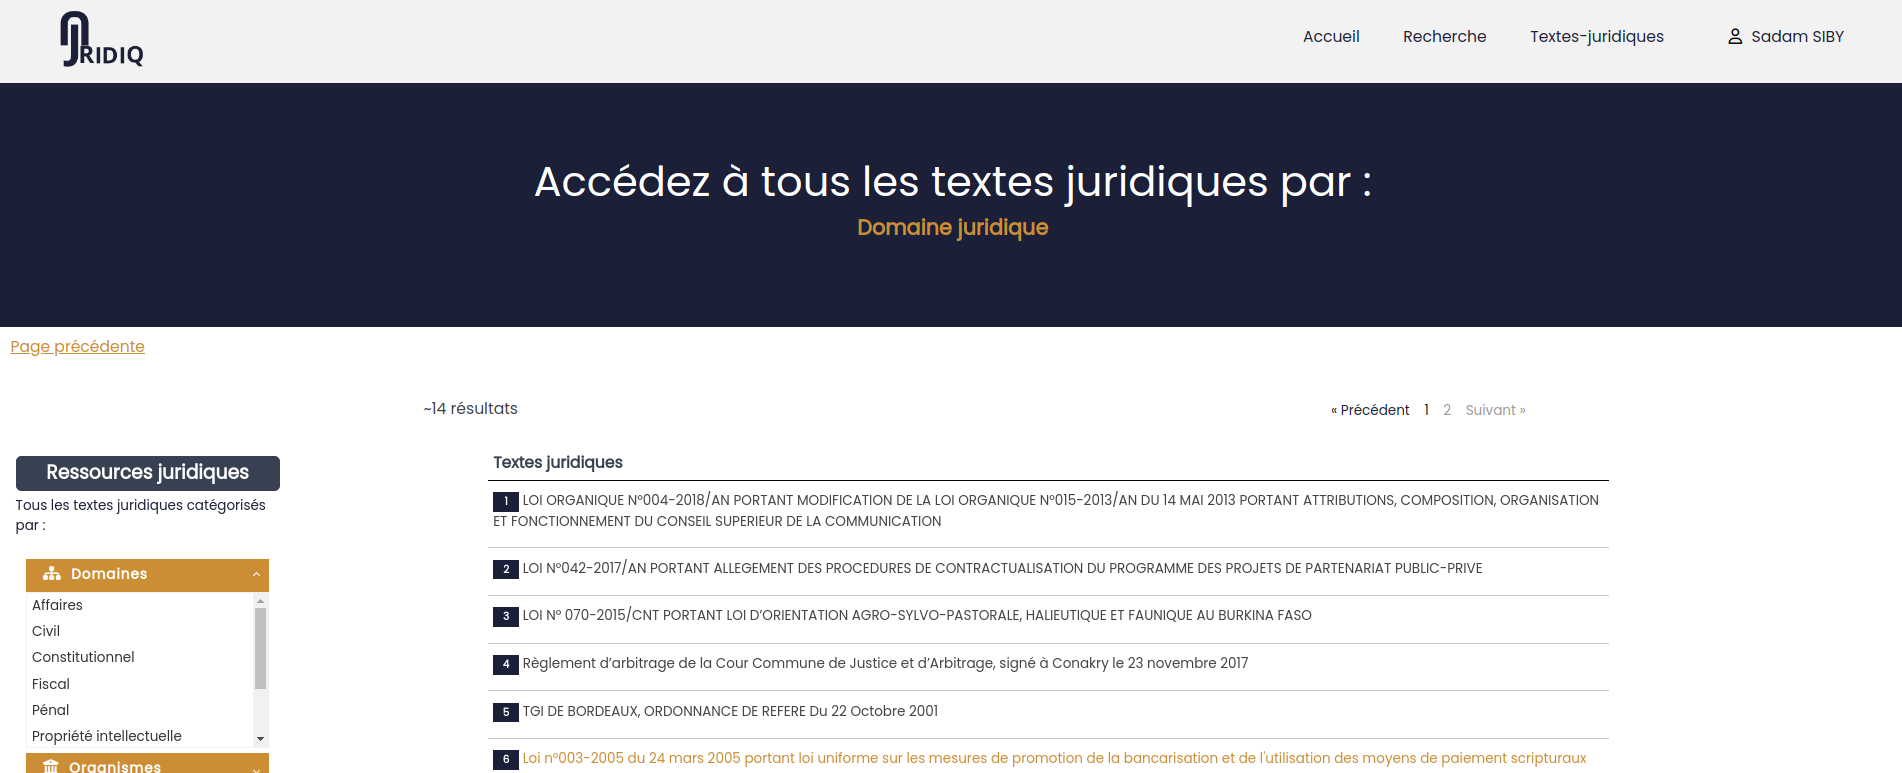 JRIDIQ
Accueil
Recherche
Textes-juridiques
Sadam SIBY
Accédez à tous les textes juridiques par :
Domaine juridique
Page précédente
~14 résultats
« Précédent 1 2 Suivant »
Ressources juridiques
Tous les textes juridiques catégorisés
par :
Domaines
Affaires
Civil
Constitutionnel
Fiscal
Pénal
Propriété intellectuelle
Organismes
Textes juridiques
1 LOI ORGANIQUE N°004-2018/AN PORTANT MODIFICATION DE LA LOI ORGANIQUE N°015-2013/AN DU 14 MAI 2013 PORTANT ATTRIBUTIONS, COMPOSITION, ORGANISATION
ET FONCTIONNEMENT DU CONSEIL SUPERIEUR DE LA COMMUNICATION
2 LOI N°042-2017/AN PORTANT ALLEGEMENT DES PROCEDURES DE CONTRACTUALISATION DU PROGRAMME DES PROJETS DE PARTENARIAT PUBLIC-PRIVE
3 LOI N° 070-2015/CNT PORTANT LOI D’ORIENTATION AGRO-SYLVO-PASTORALE, HALIEUTIQUE ET FAUNIQUE AU BURKINA FASO
4 Règlement d’arbitrage de la Cour Commune de Justice et d’Arbitrage, signé à Conakry le 23 novembre 2017
5 TGI DE BORDEAUX, ORDONNANCE DE REFERE Du 22 Octobre 2001
6 Loi n°003-2005 du 24 mars 2005 portant loi uniforme sur les mesures de promotion de la bancarisation et de l'utilisation des moyens de paiement scripturaux